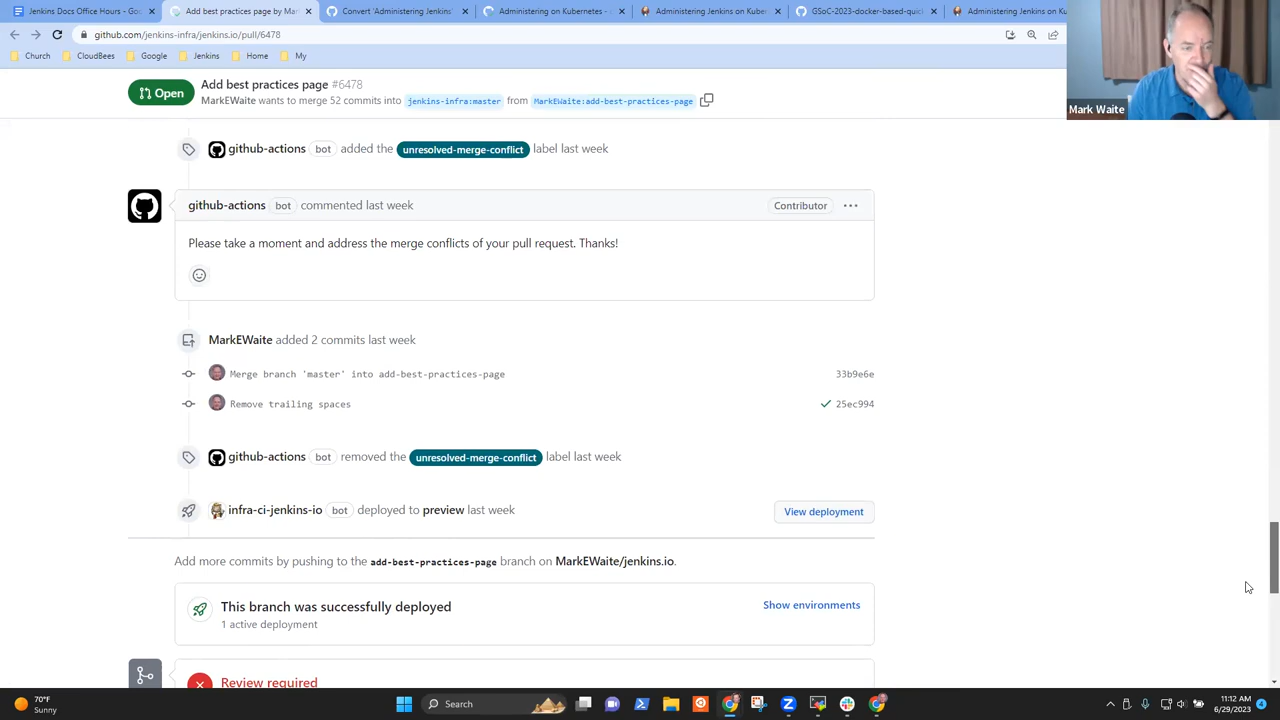 Jenkins Docs Office Hours - Goo
Add best practices page by Mark
Convert 'Administering Jenkins'
Administering on Kubernetes
Administering Jenkins on Kuber
GSoC-2023-docker-based-quick
Administering Jenkins on Ku
github.com/jenkins-infra/jenkins.io/pull/6478
Church
CloudBees
Google
Jenkins
Home
My
Mark Waite
Open
Add best practices page #6478
MarkEWaite wants to merge 52 commits into jenkins-infra:master from MarkEWaite:add-best-practices-page
github-actions bot added the unresolved-merge-conflict label last week
github-actions bot commented last week
Contributor
Please take a moment and address the merge conflicts of your pull request. Thanks!
MarkEWaite added 2 commits last week
Merge branch 'master' into add-best-practices-page
33b9e6e
Remove trailing spaces
25ec994
github-actions bot removed the unresolved-merge-conflict label last week
infra-ci-jenkins-io bot deployed to preview last week
View deployment
Add more commits by pushing to the add-best-practices-page branch on MarkEWaite/jenkins.io.
This branch was successfully deployed
Show environments
1 active deployment
Review required
70°F
Sunny
Search
11:12 AM
6/29/2023
4